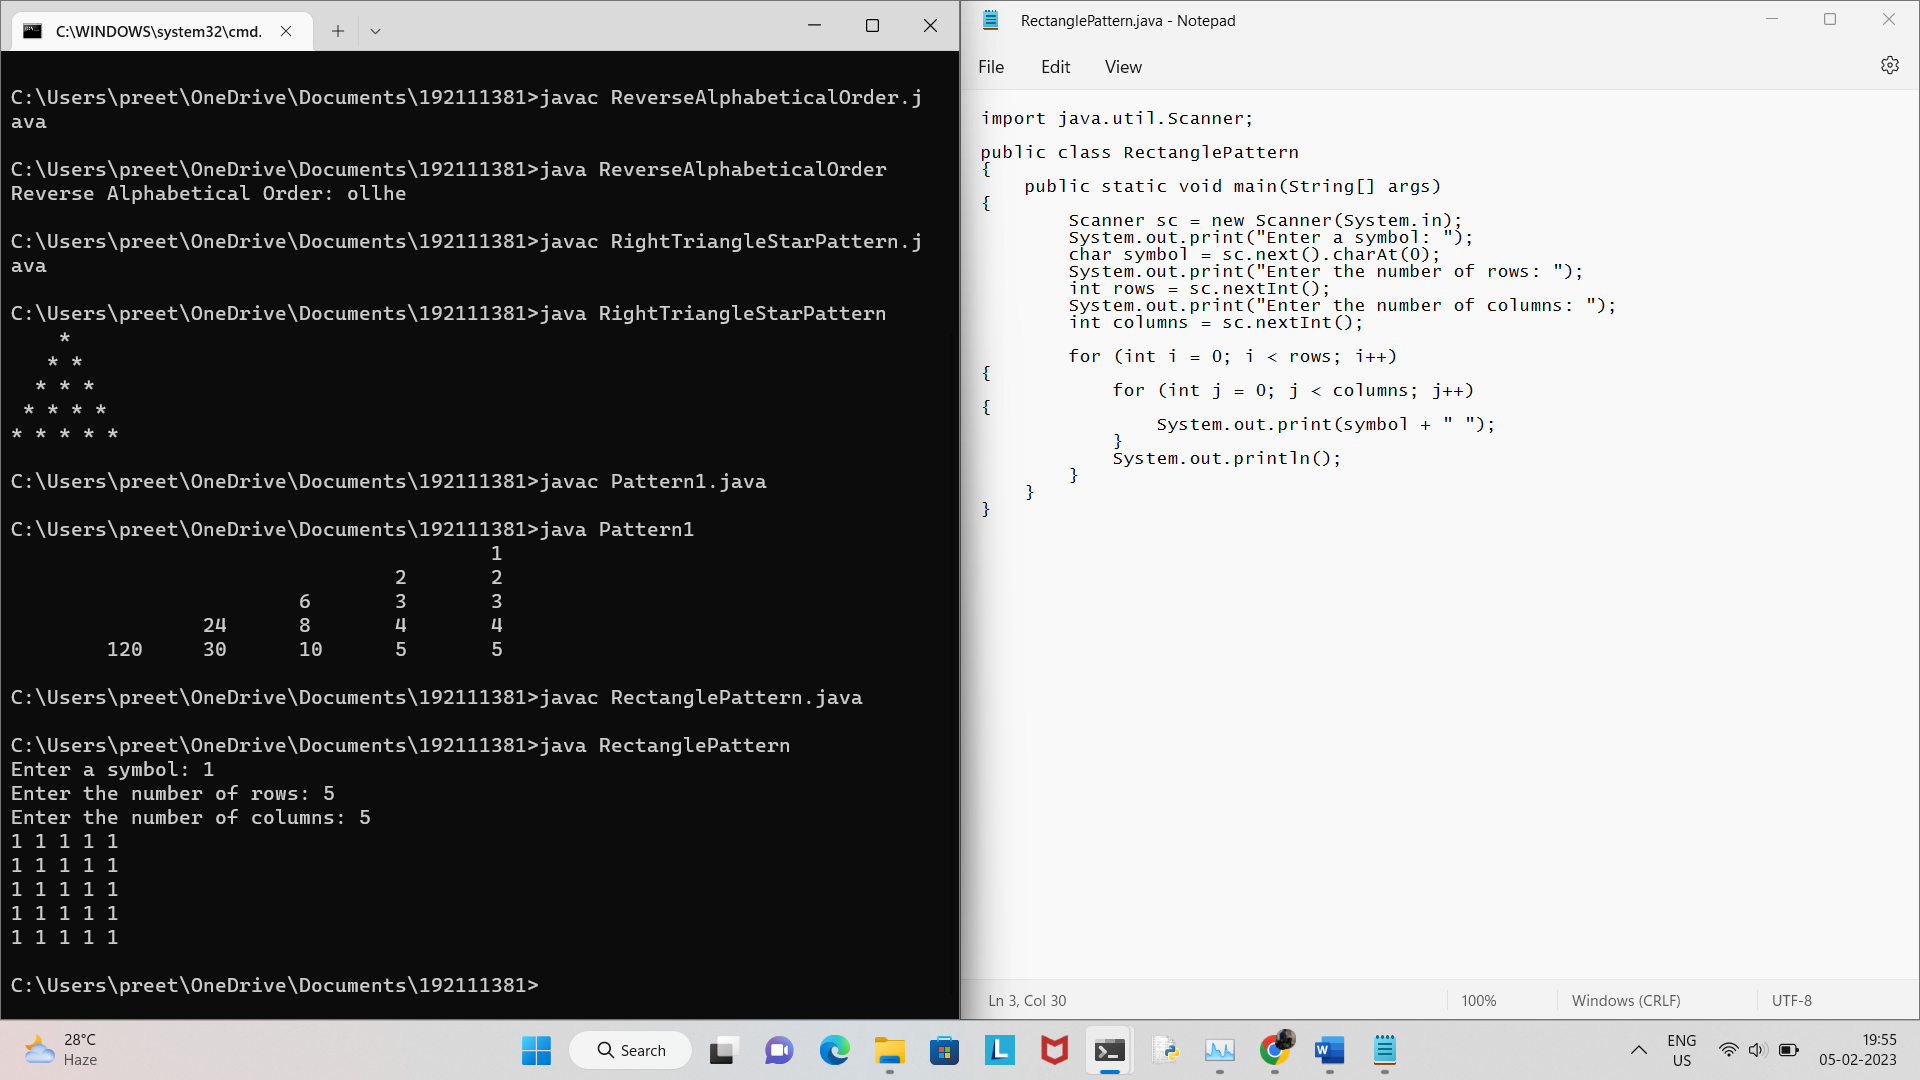 C:\WINDOWS\system32\cmd.
C:\Users\preet\OneDrive\Documents\192111381>javac ReverseAlphabeticalOrder.j
ava
C:\Users\preet\OneDrive\Documents\192111381>java ReverseAlphabeticalOrder
Reverse Alphabetical Order: ollhe
C:\Users\preet\OneDrive\Documents\192111381>javac RightTriangleStarPattern.j
ava
C:\Users\preet\OneDrive\Documents\192111381>java RightTriangleStarPattern
*
* *
* * *
* * * *
* * * * *
C:\Users\preet\OneDrive\Documents\192111381>javac Pattern1.java
C:\Users\preet\OneDrive\Documents\192111381>java Pattern1
1
2 2
6 3 3
24 8 4 4
120 30 10 5 5
C:\Users\preet\OneDrive\Documents\192111381>javac RectanglePattern.java
C:\Users\preet\OneDrive\Documents\192111381>java RectanglePattern
Enter a symbol: 1
Enter the number of rows: 5
Enter the number of columns: 5
1 1 1 1 1
1 1 1 1 1
1 1 1 1 1
1 1 1 1 1
1 1 1 1 1
C:\Users\preet\OneDrive\Documents\192111381>
RectanglePattern.java - Notepad
File Edit View
import java.util.Scanner;
public class RectanglePattern
{
public static void main(String[] args)
{
Scanner sc = new Scanner(System.in);
System.out.print("Enter a symbol: ");
char symbol = sc.next().charAt(0);
System.out.print("Enter the number of rows: ");
int rows = sc.nextInt();
System.out.print("Enter the number of columns: ");
int columns = sc.nextInt();
for (int i = 0; i < rows; i++)
{
for (int j = 0; j < columns; j++)
{
System.out.print(symbol + " ");
}
System.out.println();
}
}
}
Ln 3, Col 30 100% Windows (CRLF) UTF-8
28°C
Haze
Search
L
W
ENG
US
19:55
05-02-2023